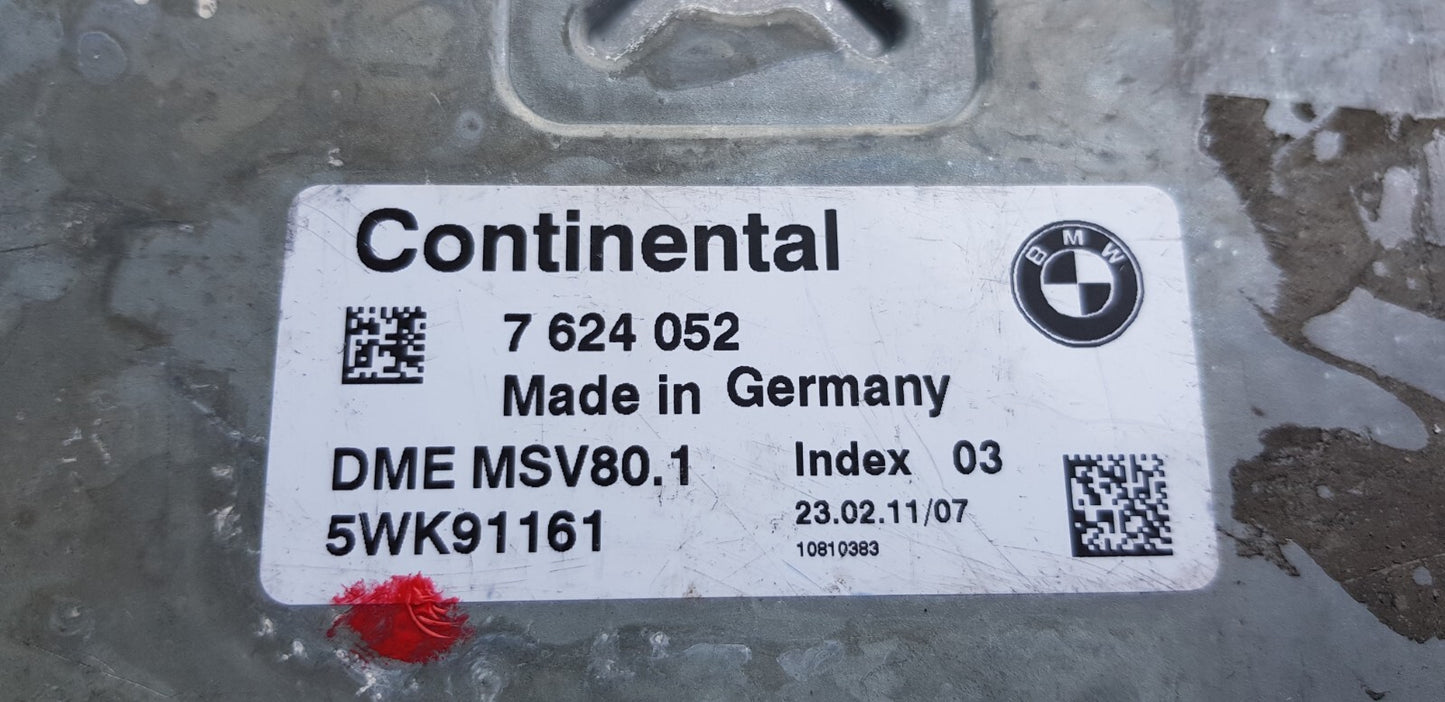 Continental
BMW
7 624 052
Made in Germany
DME MSV80.1 Index 03
5WK91161 23.02.11/07
10810383